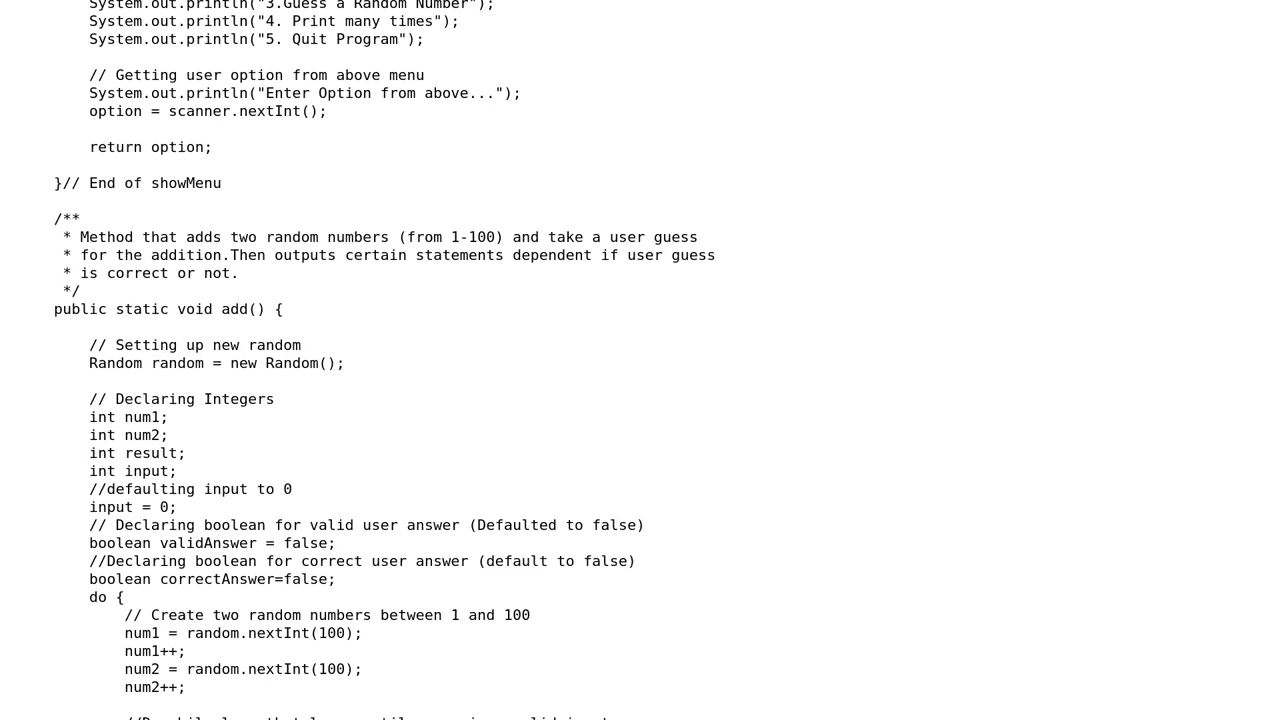 System.out.println("3.Guess a Random Number");
System.out.println("4. Print many times");
System.out.println("5. Quit Program");
// Getting user option from above menu
System.out.println("Enter Option from above...");
option = scanner.nextInt();
return option;
}// End of showMenu
/**
* Method that adds two random numbers (from 1-100) and take a user guess
* for the addition.Then outputs certain statements dependent if user guess
* is correct or not.
*/
public static void add() {
// Setting up new random
Random random = new Random();
// Declaring Integers
int num1;
int num2;
int result;
int input;
//defaulting input to 0
input = 0;
// Declaring boolean for valid user answer (Defaulted to false)
boolean validAnswer = false;
//Declaring boolean for correct user answer (default to false)
boolean correctAnswer=false;
do {
// Create two random numbers between 1 and 100
num1 = random.nextInt(100);
num1++;
num2 = random.nextInt(100);
num2++;